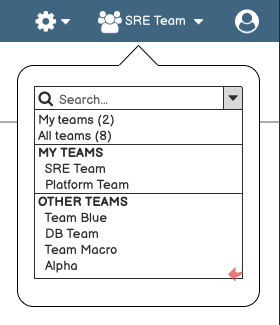 SRE Team
Search...
My teams (2)
All teams (8)
MY TEAMS
SRE Team
Platform Team
OTHER TEAMS
Team Blue
DB Team
Team Macro
Alpha